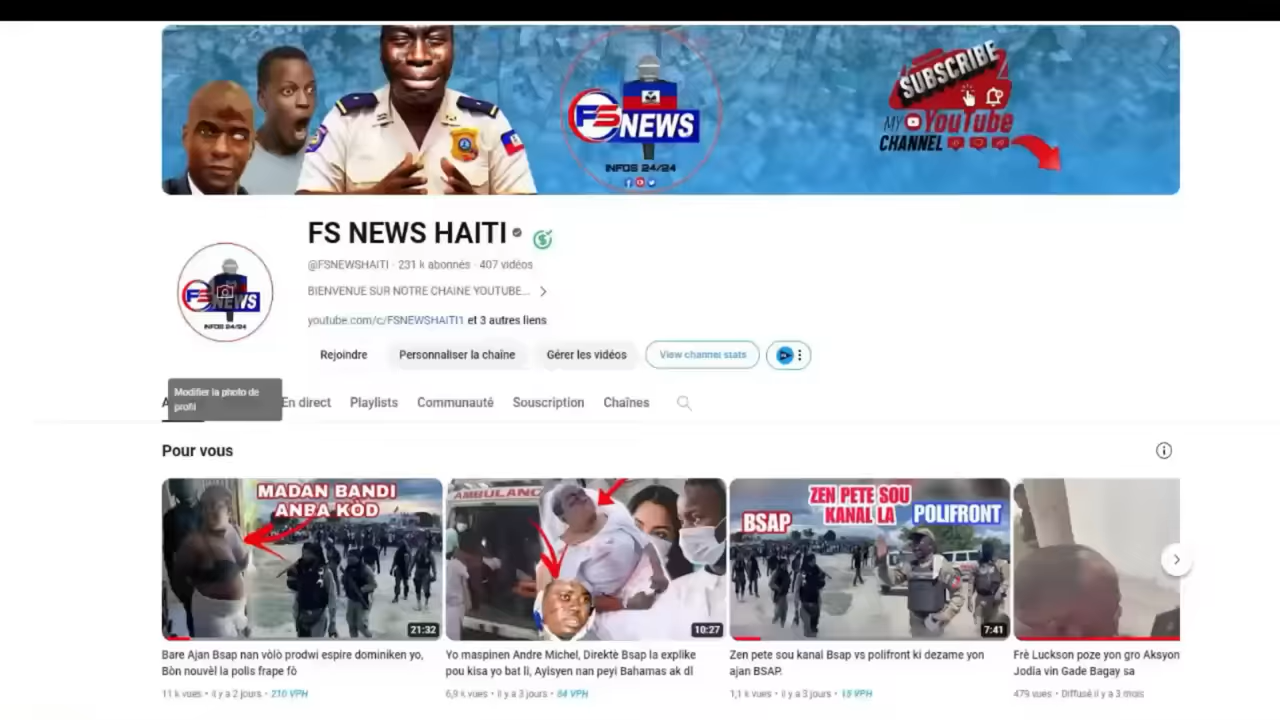 SUBSCRIBE
MY YouTube
CHANNEL
FS NEWS
INFOS 24/24
FS NEWS HAITI
@FSNEWSHAITI · 231 k abonnés · 407 vidéos
BIENVENUE SUR NOTRE CHAINE YOUTUBE...
youtube.com/c/FSNEWSHAITI1 et 3 autres liens
FS NEWS
INFOS 24/24
Rejoindre Personnaliser la chaîne Gérer les vidéos View channel stats
Modifier la photo de
profil
En direct Playlists Communauté Souscription Chaînes
Pour vous
MADAN BANDI
ANBA KÒD
21:32
AMBULANC
10:27
ZEN PETE SOU
KANAL LA
BSAP
POLIFRONT
7:41
Bare Ajan Bsap nan vòlò prodwi espire dominiken yo,
Bòn nouvèl la polis frape fò
11 k vues · il y a 2 jours · 210 VPH
Yo maspinen Andre Michel, Direktè Bsap la explike
pou kisa yo bat li, Ayisyen nan peyi Bahamas ak dl
6,9 k vues · il y a 3 jours · 84 VPH
Zen pete sou kanal Bsap vs polifront ki dezame yon
ajan BSAP.
1,1 k vues · il y a 3 jours · 18 VPH
Frè Luckson poze yon gro Aksyon
Jodia vin Gade Bagay sa
479 vues · Diffusé il y a 3 mois